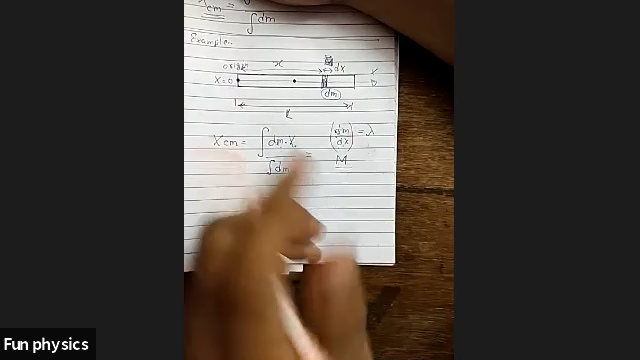 Xcm =
∫dm
Example.
origin x dx
x=0 dm
Xcm = ∫dm·x = (dm/dx) = λ
∫dm M
Fun physics